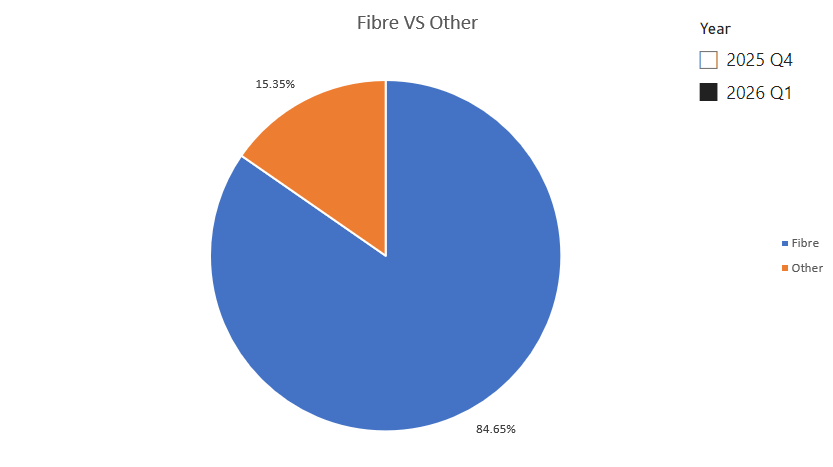 Fibre VS Other
Year
2025 Q4
2026 Q1
15.35%
84.65%
Fibre
Other